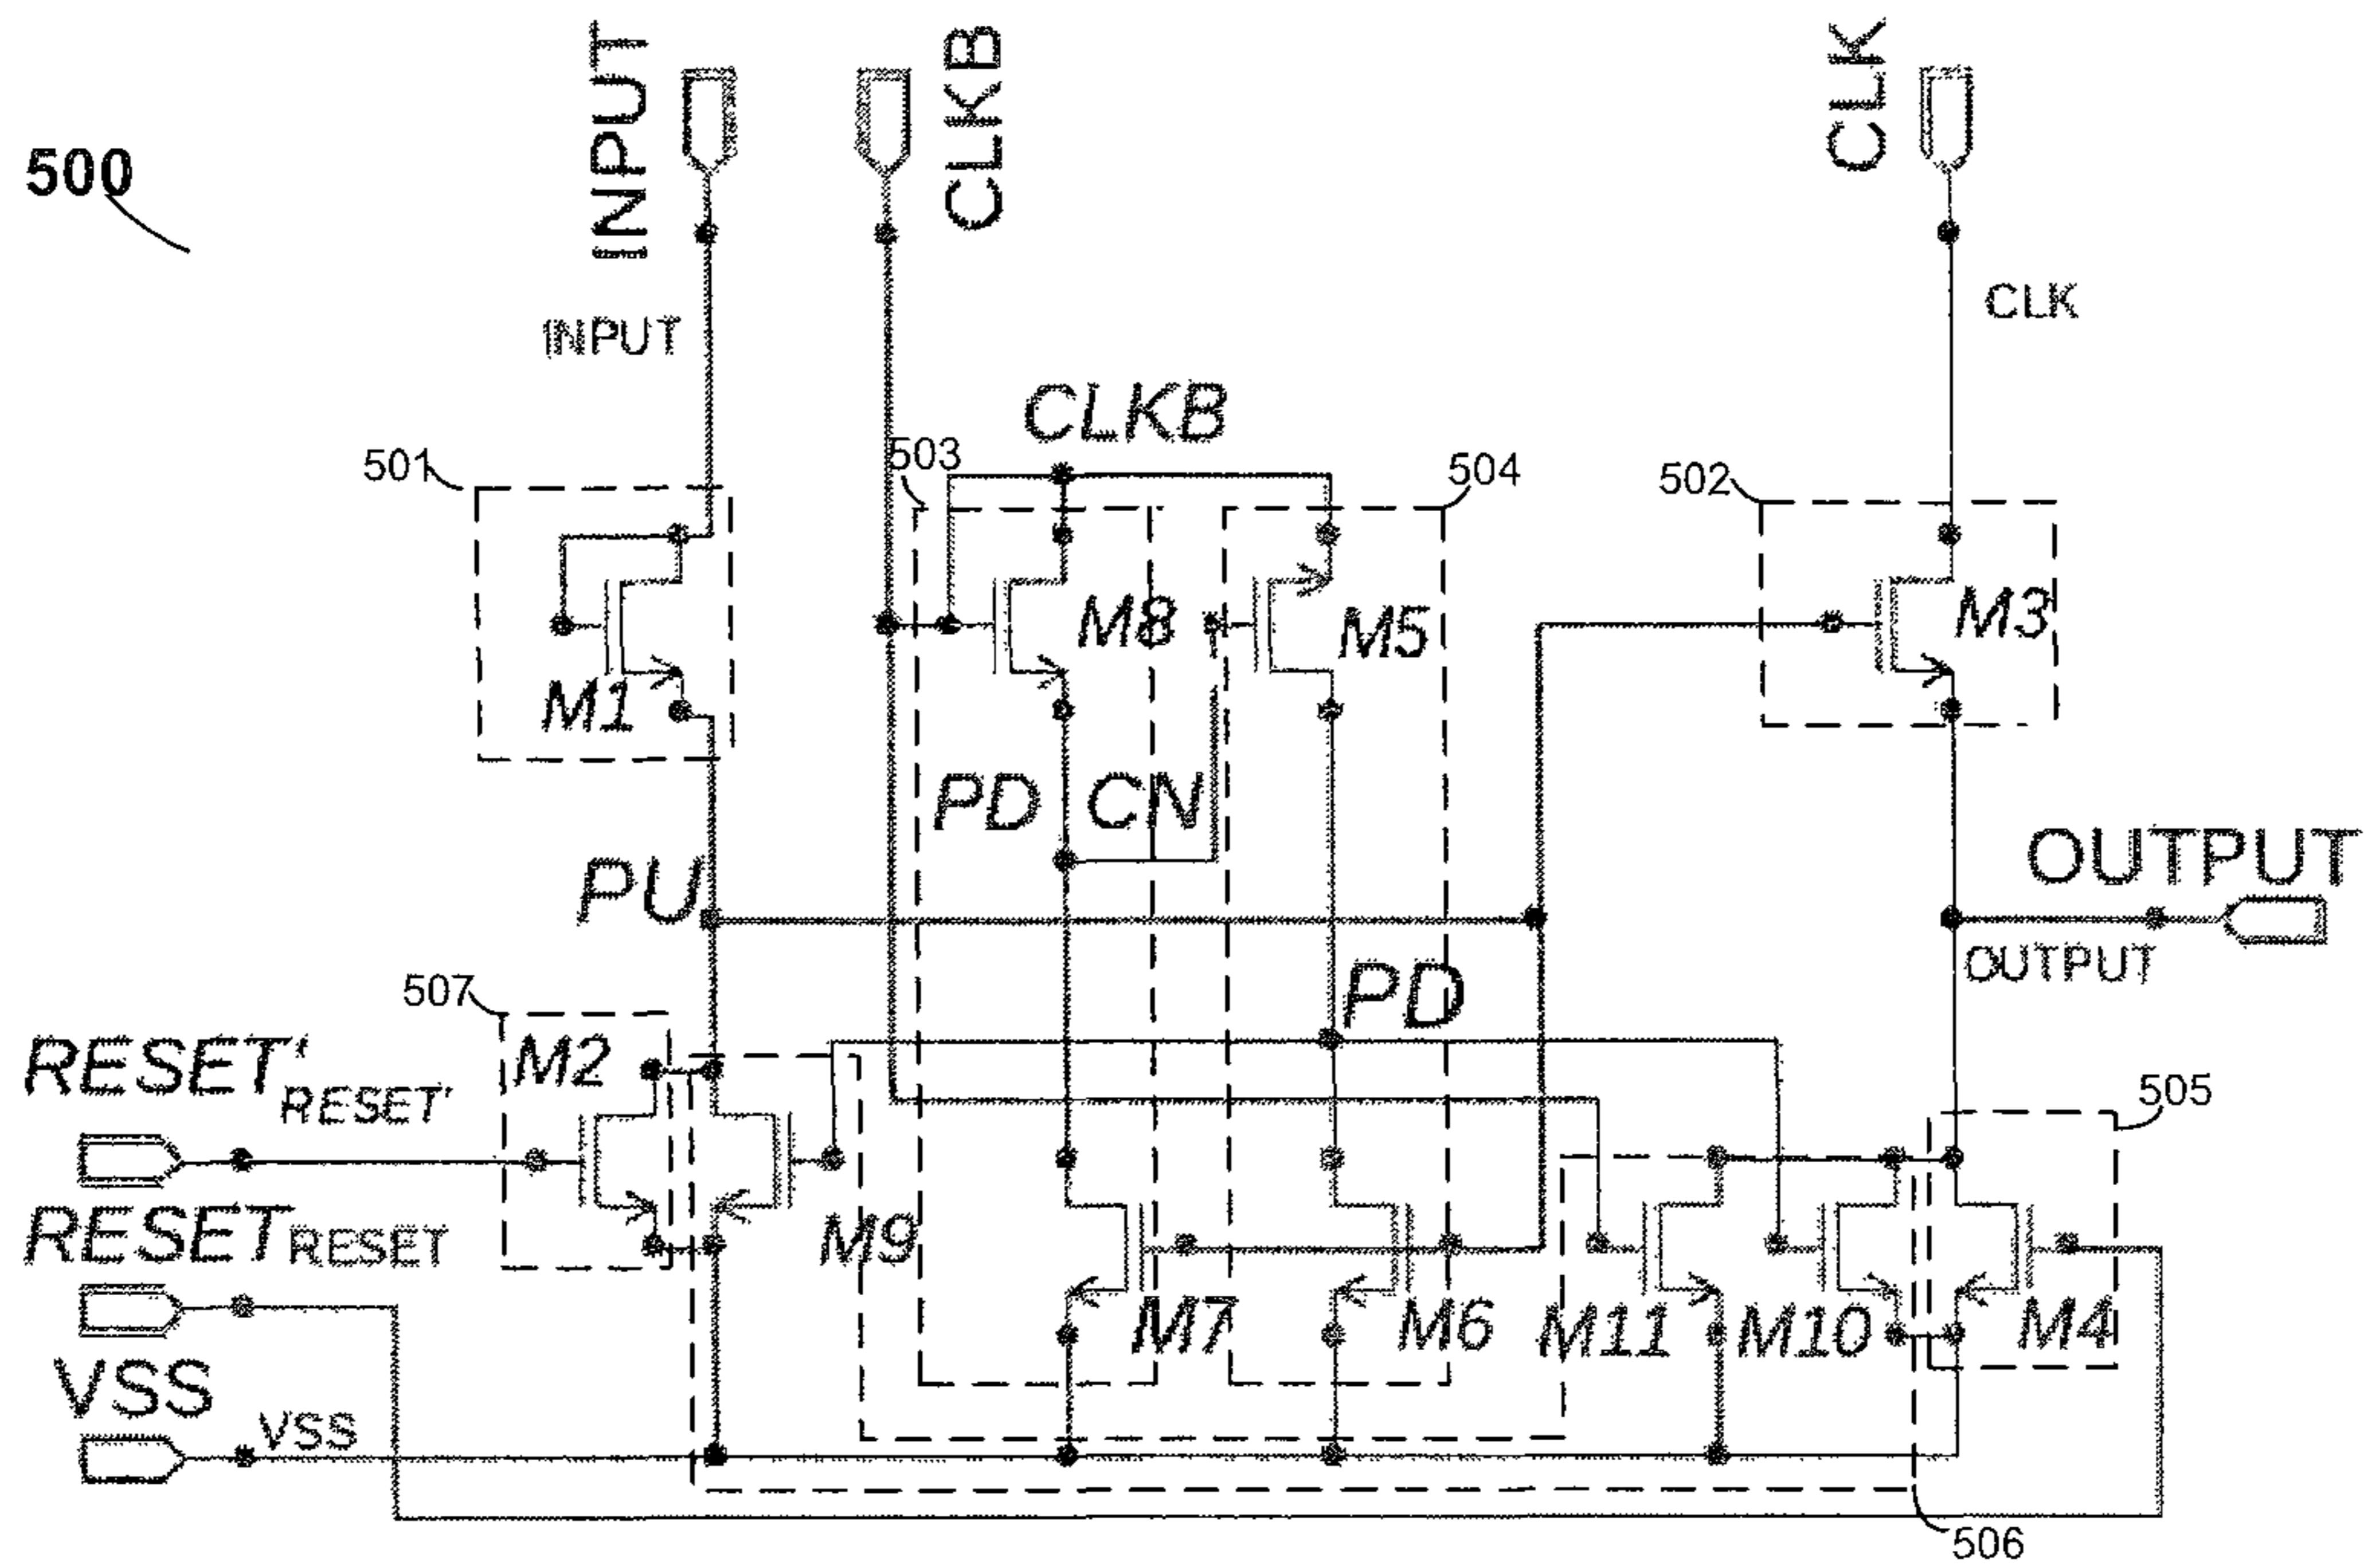 INPUT
CLKB
CLK
500
INPUT
CLK
CLKB
501
503
504
502
M1
M8
M5
M3
PD CN
PU
OUTPUT
OUTPUT
PD
507
M2
RESET'
RESET'
505
RESET
RESET
M9
M7
M6
M11
M10
M4
VSS
VSS
506